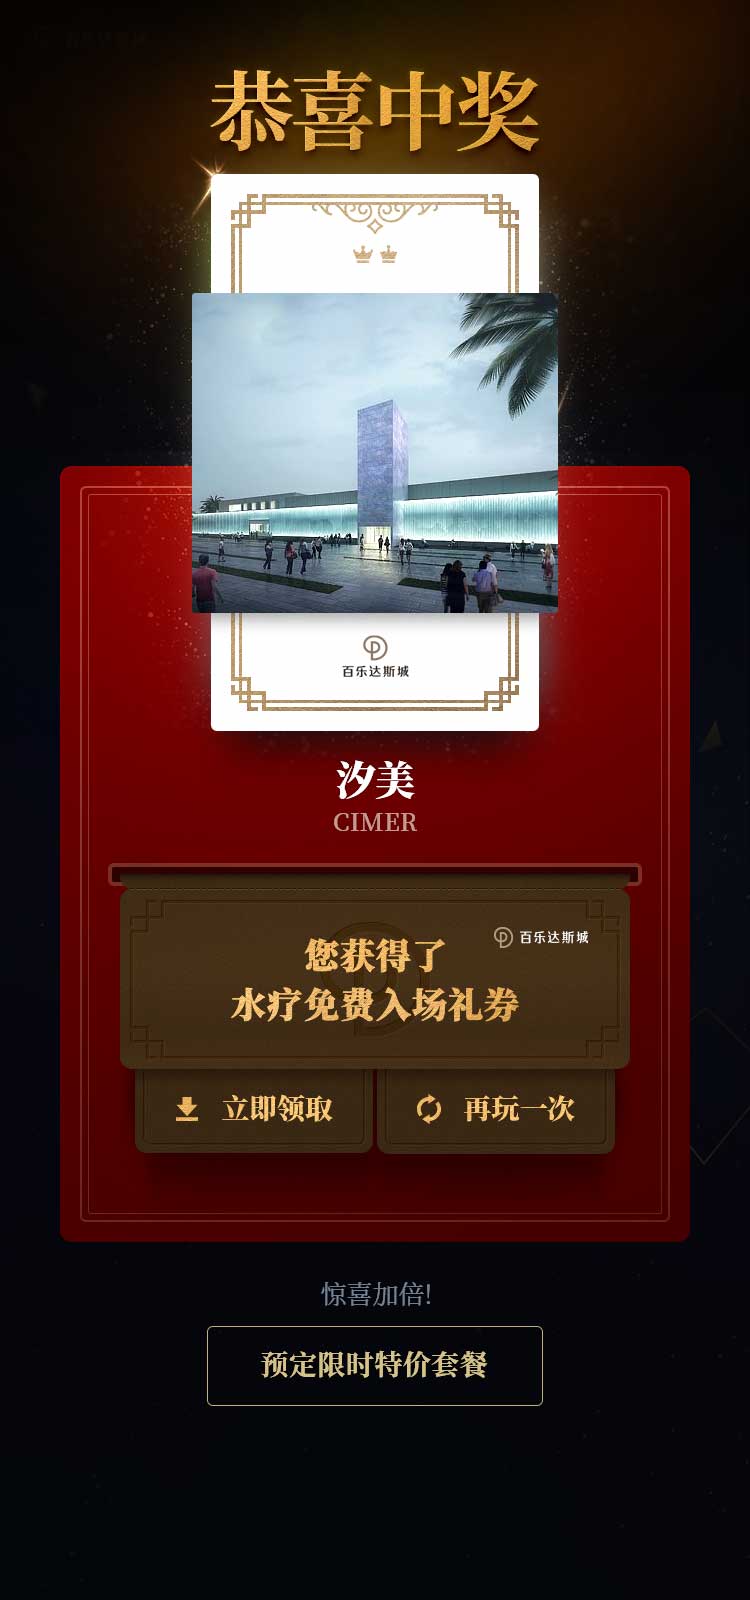 恭喜中奖
百乐达斯城
汐美
CIMER
百乐达斯城
您获得了
水疗免费入场礼券
立即领取
再玩一次
惊喜加倍!
预定限时特价套餐